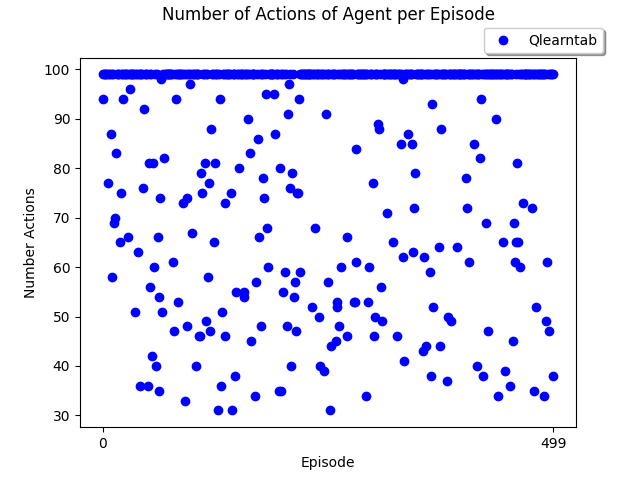 Number of Actions of Agent per Episode
Qlearntab
100
90
80
70
60
50
40
30
Number Actions
0 499
Episode